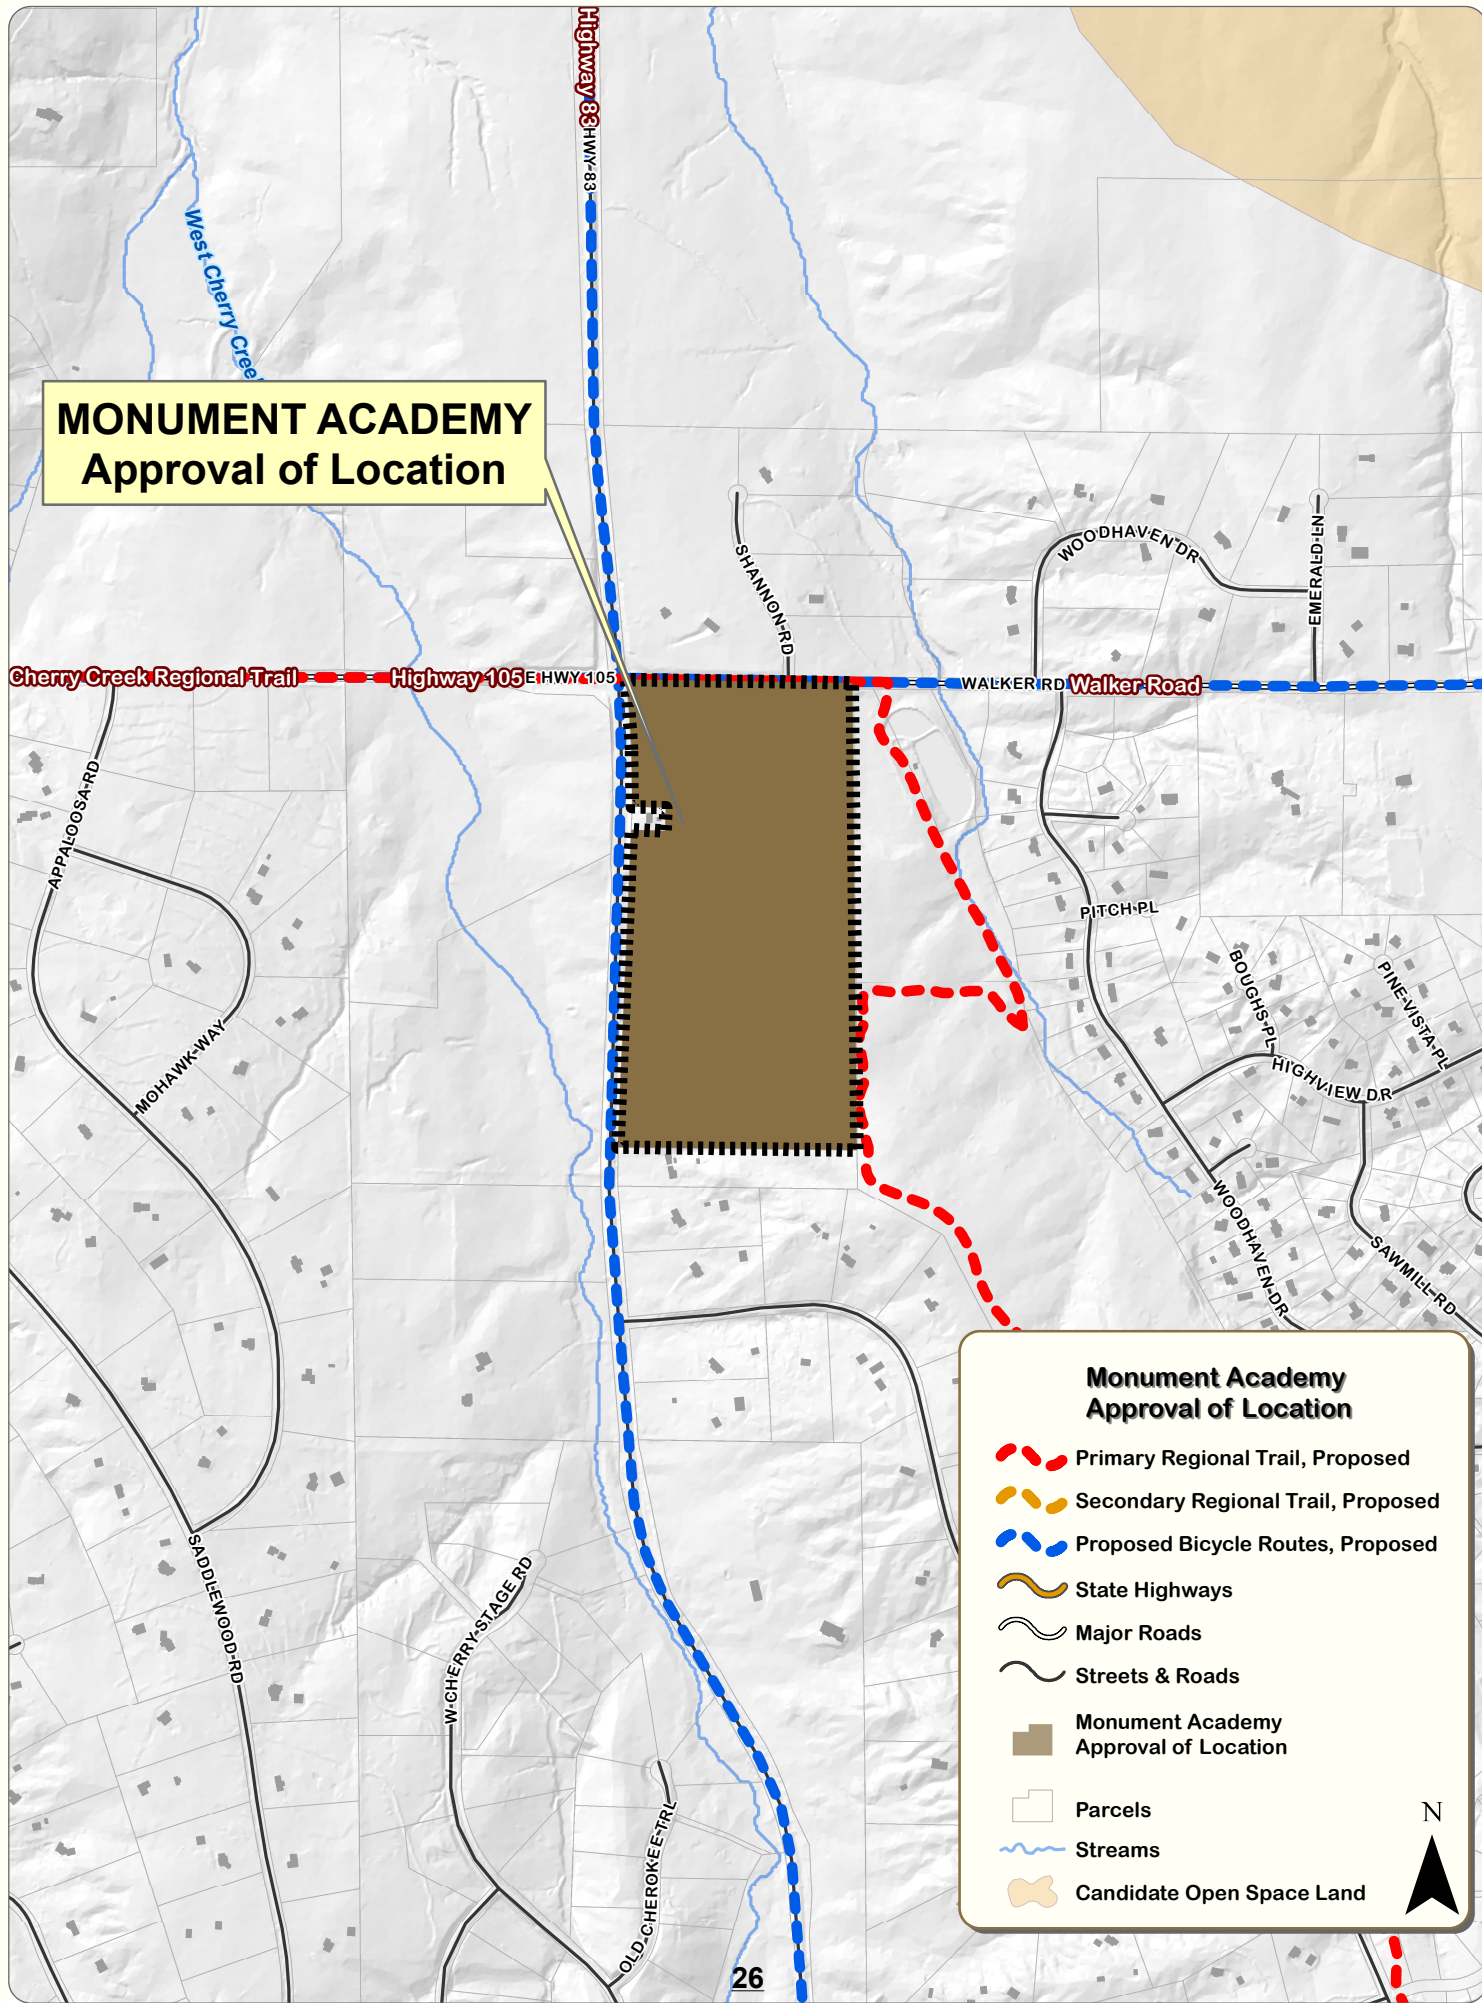 Highway 83
HWY 83
West Cherry Cree
MONUMENT ACADEMY
Approval of Location
SHANNON RD
WOODHAVEN DR
EMERALD LN
Cherry Creek Regional Trail
Highway 105
E HWY 105
WALKER RD
Walker Road
APPALOOSA RD
PITCH PL
BOUGHS PL
PINE VISTA PL
MOHAWK WAY
HIGHVIEW DR
WOODHAVEN DR
SAWMILL RD
SADDLEWOOD RD
W CHERRY STAGE RD
OLD CHEROKEE TRL
Monument Academy
Approval of Location
Primary Regional Trail, Proposed
Secondary Regional Trail, Proposed
Proposed Bicycle Routes, Proposed
State Highways
Major Roads
Streets & Roads
Monument Academy
Approval of Location
Parcels
Streams
Candidate Open Space Land
N
26